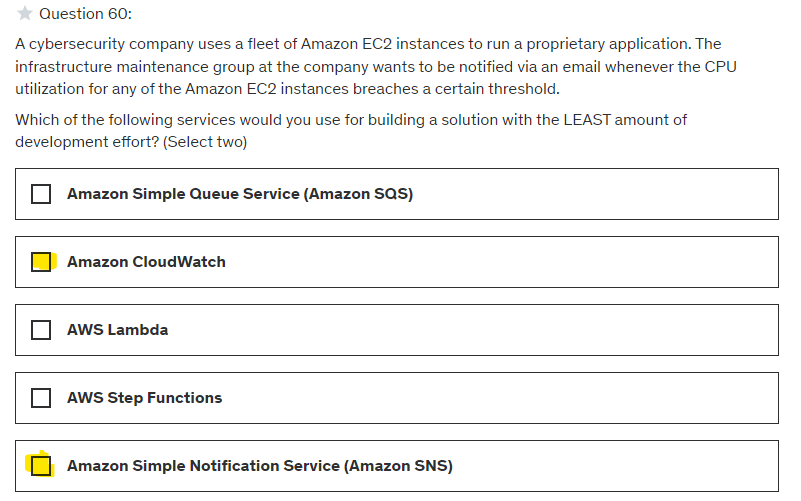 Question 60:
A cybersecurity company uses a fleet of Amazon EC2 instances to run a proprietary application. The
infrastructure maintenance group at the company wants to be notified via an email whenever the CPU
utilization for any of the Amazon EC2 instances breaches a certain threshold.
Which of the following services would you use for building a solution with the LEAST amount of
development effort? (Select two)
Amazon Simple Queue Service (Amazon SQS)
Amazon CloudWatch
AWS Lambda
AWS Step Functions
Amazon Simple Notification Service (Amazon SNS)